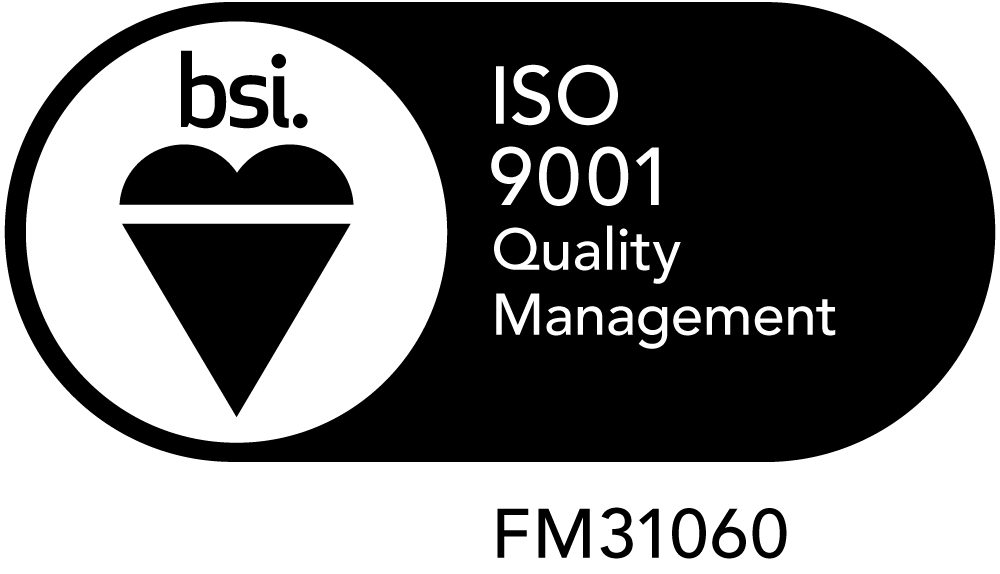 bsi.
ISO
9001
Quality
Management
FM31060